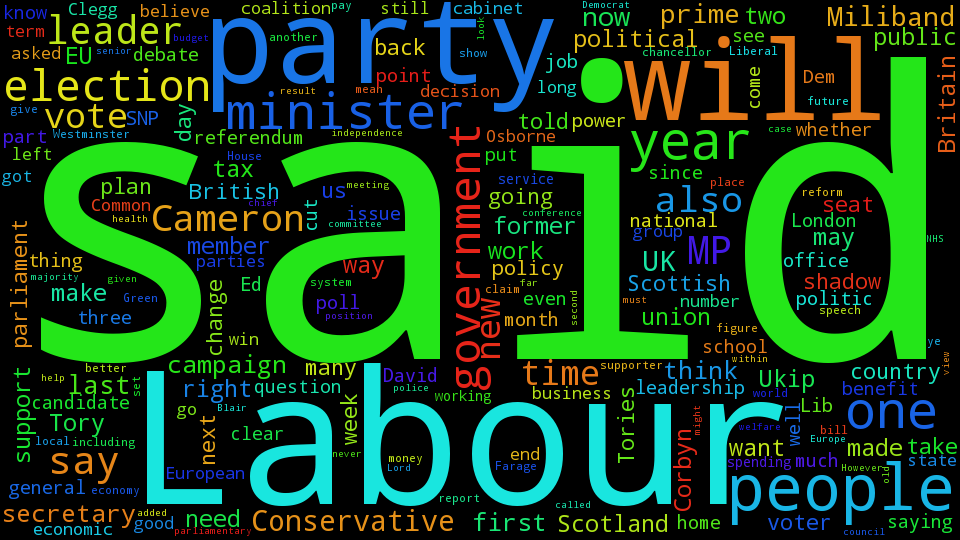 know
Clegg
believe
coalition
pay
still
cabinet
Democrat
now
prime
two
Miliband
term
leader
party
another
look
political
chancellor
see
Liberal
public
asked
EU
senior
budget
debate
back
show
job
will
election
point
decision
long
come
Dem
future
Britain
give
vote
SNP
day
result
meah
minister
told
power
case
whether
part
Westminster
referendum
independence
government
Osborne
year
left
House
tax
said
put
since
got
plan
British
us
meeting
service
going
also
place
reform
seat
Common
health
Cameron
cut
chief
issue
committee
conference
former
national
London
member
work
group
MP
may
NHS
parliament
thing
parties
way
policy
UK
office
majority
given
system
claim
far
Scottish
shadow
make
Green
Ed
poll
even
second
must
number
politic
three
change
position
new
month
union
speech
win
figure
school
ye
campaign
many
time
supporter
within
view
support
help
last
better
set
right
question
David
police
working
business
think
leadership
world
Ukip
country
benefit
candidate
go
Blair
Labour
Tories
might
Lib
one
Tory
next
clear
week
never
well
bill
Europe
made
take
local
including
want
welfare
say
European
money
Lord
end
Farage
Corbyn
spending
much
However
old
state
general
economy
report
called
people
secretary
added
need
Conservative
first
Scotland
home
voter
saying
economic
good
parliamentary
council